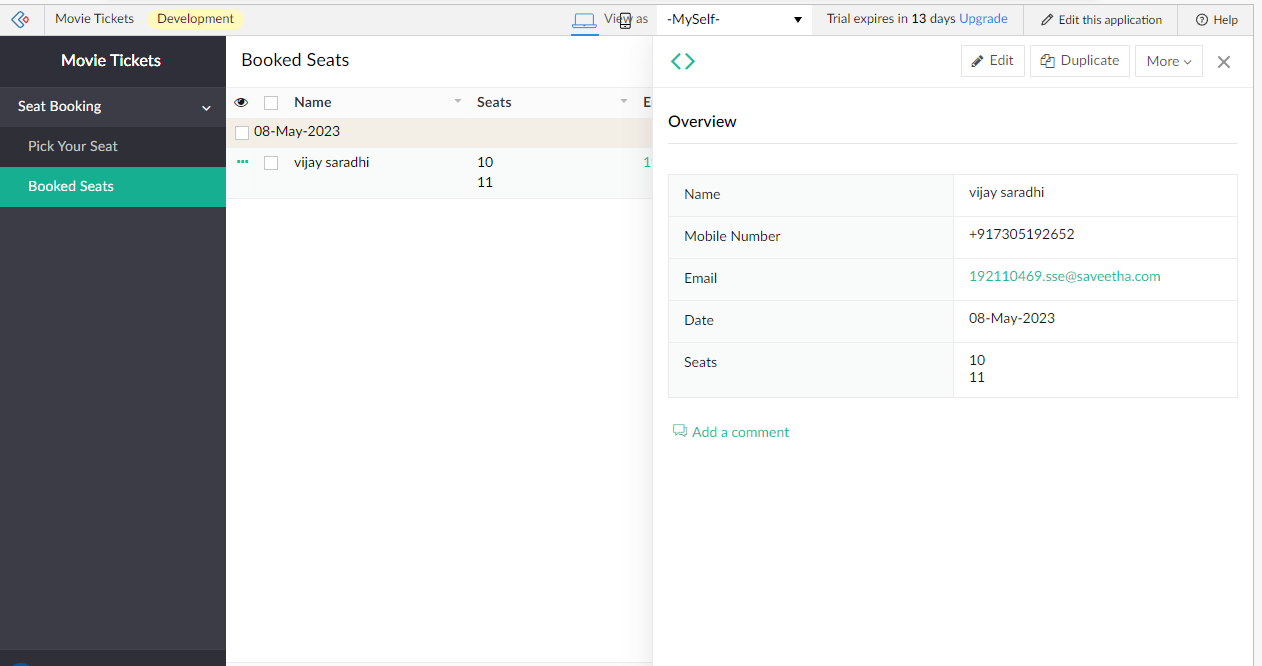 Movie Tickets Development View as -MySelf- Trial expires in 13 days Upgrade Edit this application Help
Movie Tickets
Seat Booking
Pick Your Seat
Booked Seats
Booked Seats
Name Seats E
08-May-2023
vijay saradhi 10 1
11
Edit Duplicate More
Overview
Name vijay saradhi
Mobile Number +917305192652
Email 192110469.sse@saveetha.com
Date 08-May-2023
Seats 10
11
Add a comment